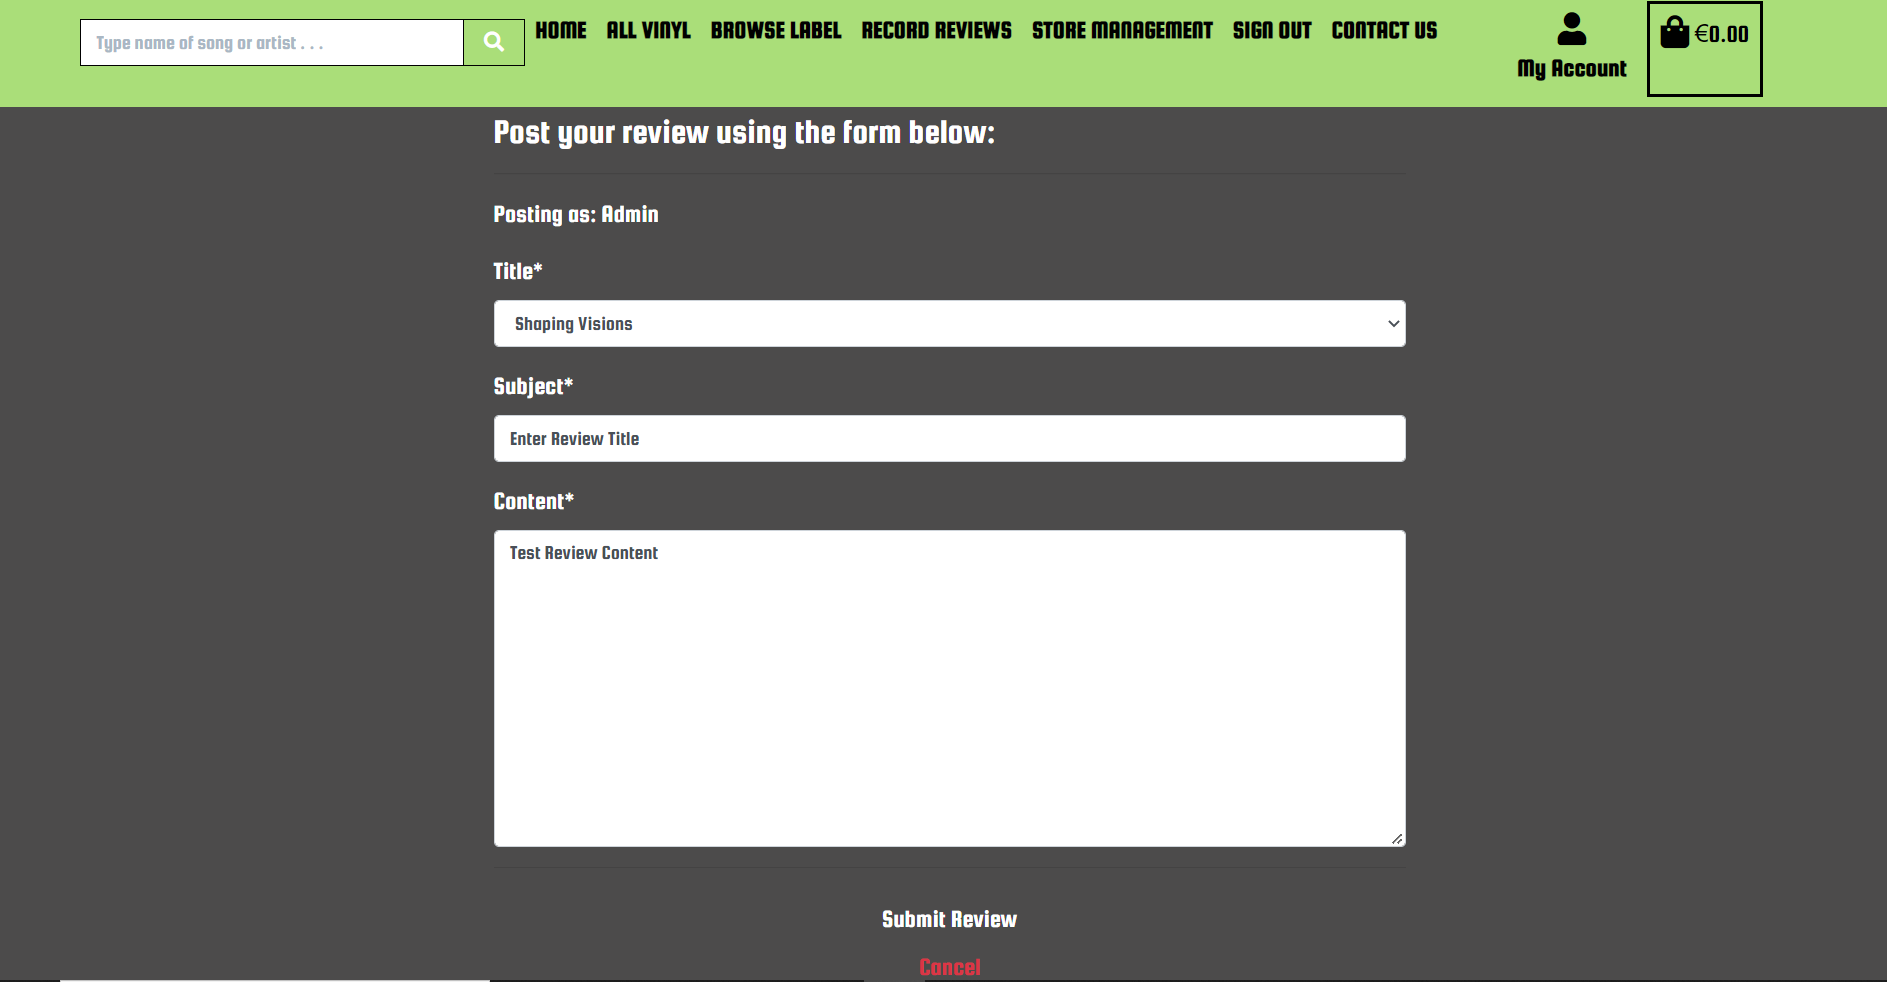 Type name of song or artist . . .
HOME ALL VINYL BROWSE LABEL RECORD REVIEWS STORE MANAGEMENT SIGN OUT CONTACT US
My Account
€0.00
Post your review using the form below:
Posting as: Admin
Title*
Shaping Visions
Subject*
Enter Review Title
Content*
Test Review Content
Submit Review
Cancel